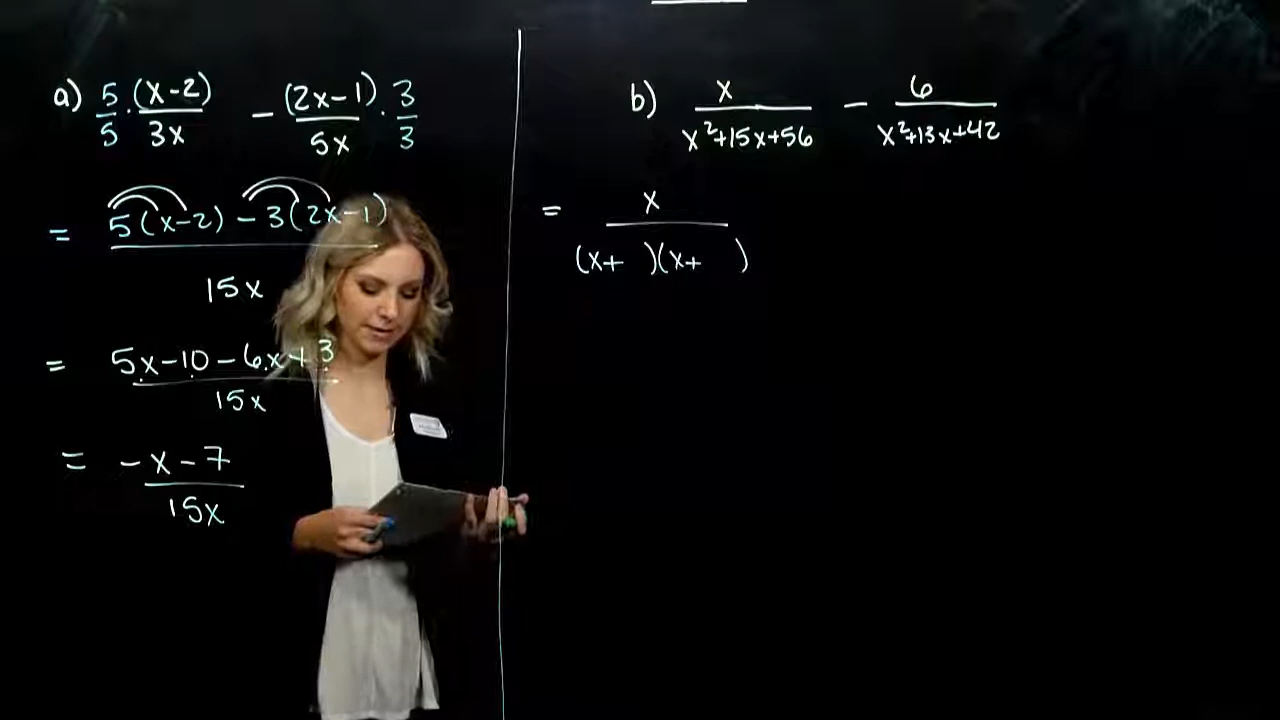 a) 5/5 · (x-2)/3x - (2x-1)/5x · 3/3
= 5(x-2) - 3(2x-1)
15x
= 5x-10-6x+3
15x
= -x-7
15x
b) x/x²+15x+56 - 6/x²+13x+42
= x
(x+ )(x+ )